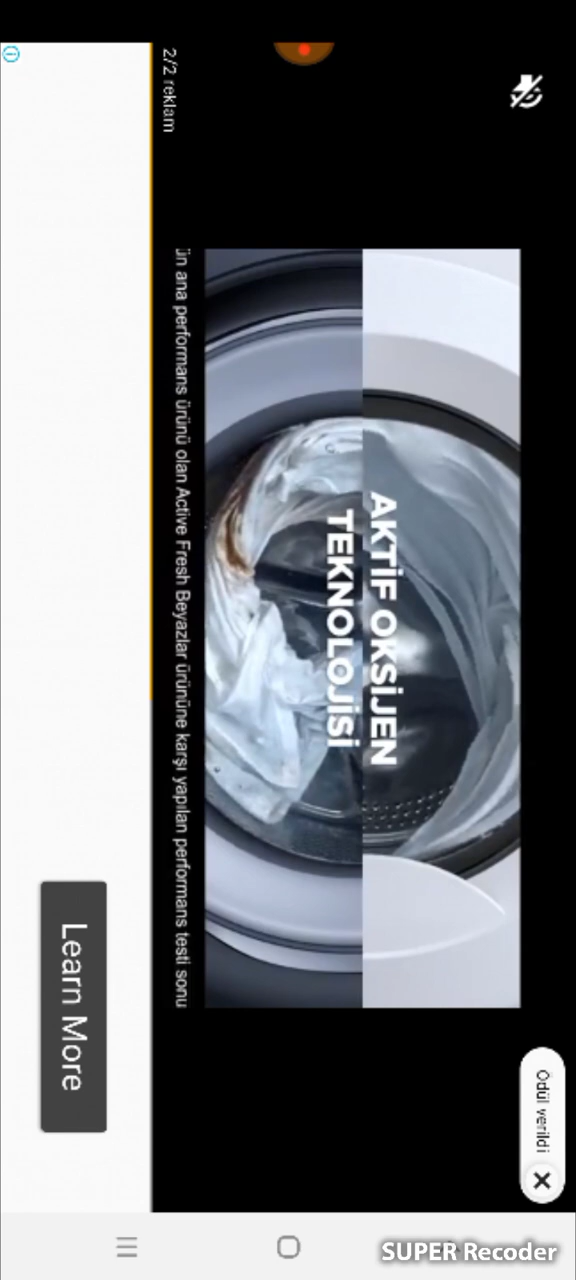 2/2 reklam
AKTİF OKSİJEN
TEKNOLOJİSİ
ün ana performans ürünü olan Active Fresh Beyazlar ürününe karşı yapılan performans testi sonu
Ödül verildi
Learn More
SUPER Recoder